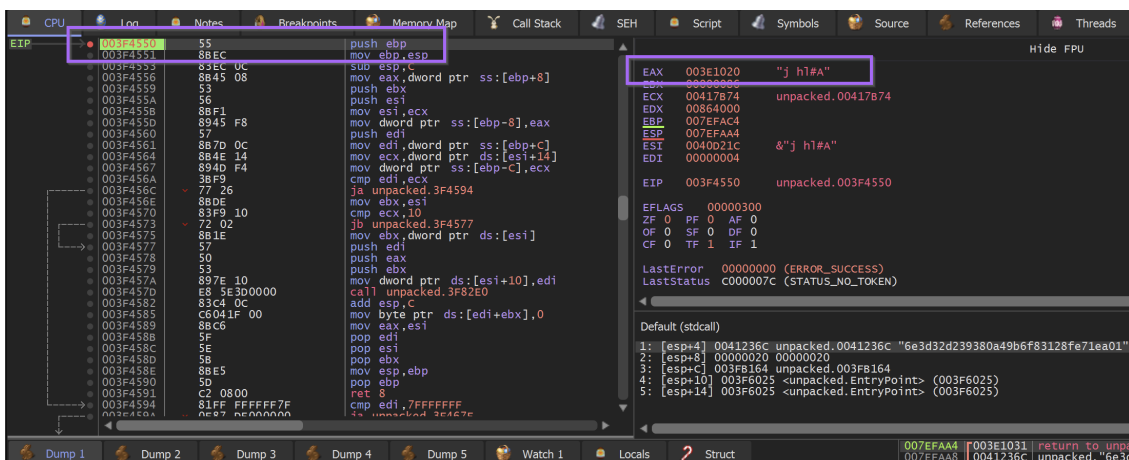 CPU Log Notes Breakpoints Memory Map Call Stack SEH Script Symbols Source References Threads
EIP 003F4550 55 push ebp
003F4551 8BEC mov ebp,esp
003F4553 83EC 0C sub esp,C
003F4556 8B45 08 mov eax,dword ptr ss:[ebp+8]
003F4559 53 push ebx
003F455A 56 push esi
003F455B 8BF1 mov esi,ecx
003F455D 8945 F8 mov dword ptr ss:[ebp-8],eax
003F4560 57 push edi
003F4561 8B7D 0C mov edi,dword ptr ss:[ebp+C]
003F4564 8B4E 14 mov ecx,dword ptr ds:[esi+14]
003F4567 894D F4 mov dword ptr ss:[ebp-C],ecx
003F456A 3BF9 cmp edi,ecx
003F456C 77 26 ja unpacked.3F4594
003F456E 8BDE mov ebx,esi
003F4570 83F9 10 cmp ecx,10
003F4573 72 02 jb unpacked.3F4577
003F4575 8B1E mov ebx,dword ptr ds:[esi]
003F4577 57 push edi
003F4578 50 push eax
003F4579 53 push ebx
003F457A 897E 10 mov dword ptr ds:[esi+10],edi
003F457D E8 5E3D0000 call unpacked.3F82E0
003F4582 83C4 0C add esp,C
003F4585 C6041F 00 mov byte ptr ds:[edi+ebx],0
003F4589 8BC6 mov eax,esi
003F458B 5F pop edi
003F458C 5E pop esi
003F458D 5B pop ebx
003F458E 8BE5 mov esp,ebp
003F4590 5D pop ebp
003F4591 C2 0800 ret 8
003F4594 81FF FFFFFF7F cmp edi,7FFFFFFF
Hide FPU
EAX 003E1020 "j hl#A"
EBX
ECX 00417B74 unpacked.00417B74
EDX 00864000
EBP 007EFAC4
ESP 007EFAA4
ESI 0040D21C &"j hl#A"
EDI 00000004
EIP 003F4550 unpacked.003F4550
EFLAGS 00000300
ZF 0 PF 0 AF 0
OF 0 SF 0 DF 0
CF 0 TF 1 IF 1
LastError 00000000 (ERROR_SUCCESS)
LastStatus C000007C (STATUS_NO_TOKEN)
Default (stdcall)
1: [esp+4] 0041236C unpacked.0041236C "6e3d32d239380a49b6f83128fe71ea01"
2: [esp+8] 00000020 00000020
3: [esp+C] 003FB164 unpacked.003FB164
4: [esp+10] 003F6025 <unpacked.EntryPoint> (003F6025)
5: [esp+14] 003F6025 <unpacked.EntryPoint> (003F6025)
Dump 1 Dump 2 Dump 3 Dump 4 Dump 5 Watch 1 Locals Struct
007EFAA4 003E1031 return to unpa
007EFAA8 0041236C unpacked."6e3d